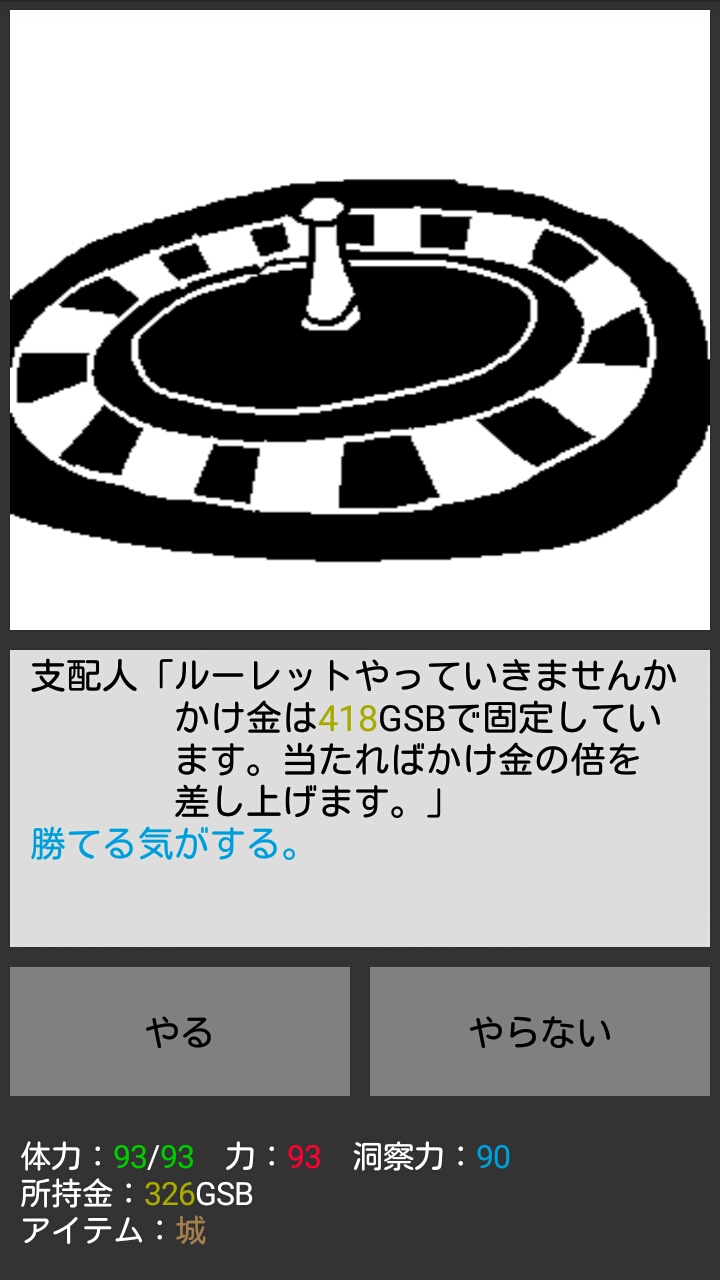 支配人「ルーレットやっていきませんか
かけ金は418GSBで固定してい
ます。当たればかけ金の倍を
差し上げます。」
勝てる気がする。
やる
やらない
体力：93/93　力：93　洞察力：90
所持金：326GSB
アイテム：城